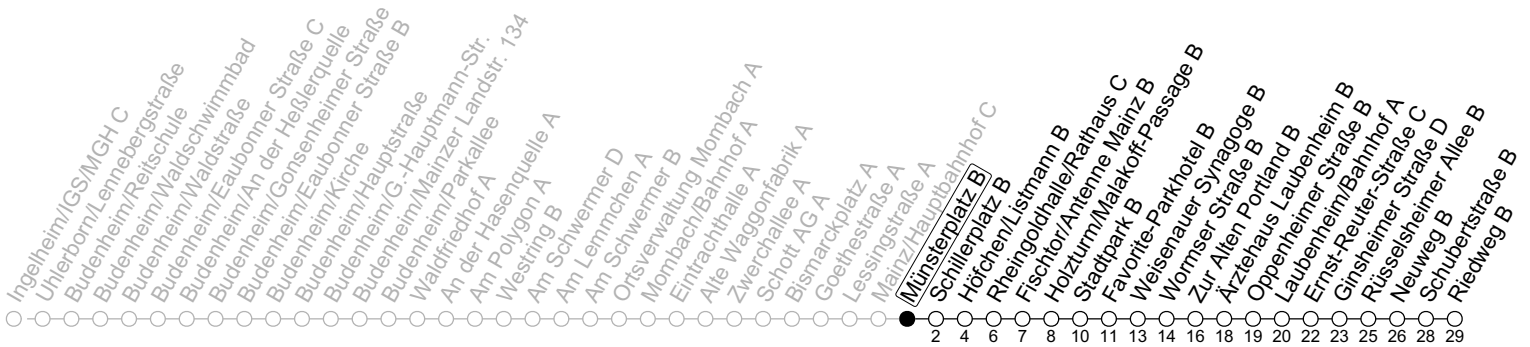 Ingelheim/IGS/MGH C
Uhlerborn/Lennebergstraße
Budenheim/Reitschule
Budenheim/Waldschwimmbad
Budenheim/Waldstraße
Budenheim/Eaubonner Straße C
Budenheim/An der Heßlerquelle
Budenheim/Gonsenheimer Straße
Budenheim/Eaubonner Straße B
Budenheim/Kirche
Budenheim/Hauptstraße
Budenheim/G.-Hauptmann-Str.
Budenheim/Mainzer Landstr. 134
Budenheim/Parkallee
Waldfriedhof A
An der Hasenquelle A
Am Polygon A
Westring B
Am Schwermer D
Am Lemmchen A
Am Schwermer B
Ortsverwaltung Mombach A
Mombach/Bahnhof A
Eintrachthalle A
Alte Waggonfabrik A
Zwerchallee A
Schott AG A
Bismarckplatz A
Goethestraße A
Lessingstraße A
Mainz/Hauptbahnhof C
Münsterplatz B
Schillerplatz B
Höfchen/Listmann B
Rheingoldhalle/Rathaus C
Fischtor/Antenne Mainz B
Holzturm/Malakoff-Passage B
Stadtpark B
Favorite-Parkhotel B
Weisenauer Synagoge B
Wormser Straße B
Zur Alten Portland B
Ärztehaus Laubenheim B
Oppenheimer Straße B
Laubenheim/Bahnhof A
Ernst-Reuter-Straße C
Ginsheimer Straße D
Rüsselsheimer Allee B
Neuweg B
Schubertstraße B
Riedweg B
2 4 6 7 8 10 11 13 14 16 18 19 20 22 23 25 26 28 29